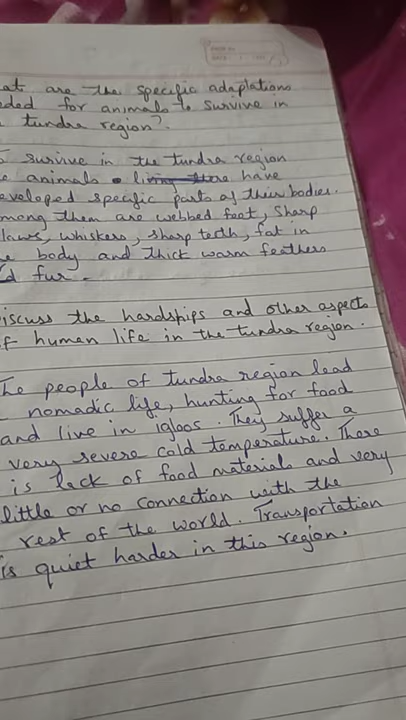 PAGE No.
DATE
at are the specific adaptations
ded for animals to survive in
tundra region?
survive in the tundra region
animals have
eveloped specific parts of their bodies.
mong them are webbed feet, sharp
laws, whiskers, sharp teeth, fat in
e body and thick warm feathers
d fur.
iscuss the hardships and other aspects
f human life in the tundra region.
The people of tundra region lead
nomadic life, hunting for food
and live in igloos. They suffer a
very severe cold temperature. There
is lack of food materials and very
little or no connection with the
rest of the world. Transportation
is quiet harder in this region.